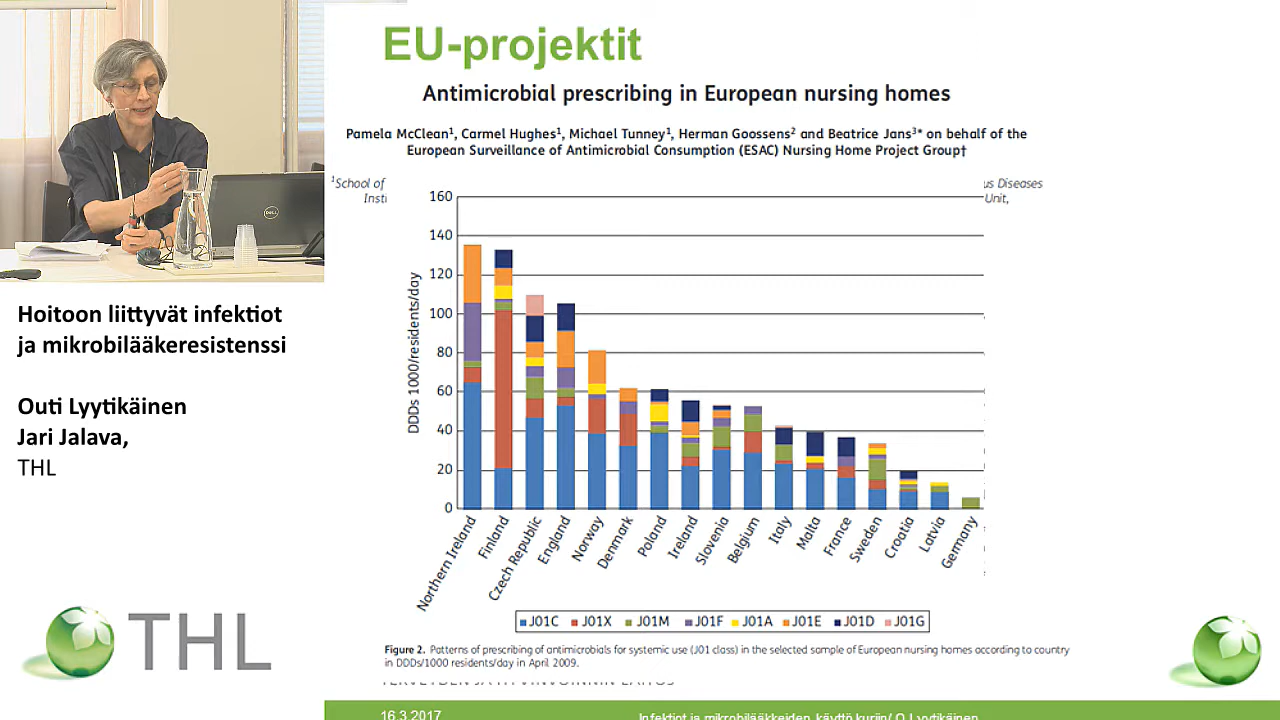 EU-projektit
Antimicrobial prescribing in European nursing homes
Pamela McClean1, Carmel Hughes1, Michael Tunney1, Herman Goossens2 and Beatrice Jans3* on behalf of the
European Surveillance of Antimicrobial Consumption (ESAC) Nursing Home Project Group†
1School of
us Diseases
Insti
Unit,
DDDs 1000/residents/day
160
140
120
100
80
60
40
20
0
Northern Ireland
Finland
Czech Republic
England
Norway
Denmark
Poland
Ireland
Slovenia
Belgium
Italy
Malta
France
Sweden
Croatia
Latvia
Germany
J01C J01X J01M J01F J01A J01E J01D J01G
Figure 2. Patterns of prescribing of antimicrobials for systemic use (J01 class) in the selected sample of European nursing homes according to country
in DDDs/1000 residents/day in April 2009.
16.3.2017
Infektiot ja mikrobilääkkeiden käyttö kuriin/ O Lyytikäinen
DELL
Hoitoon liittyvät infektiot
ja mikrobilääkeresistenssi
Outi Lyytikäinen
Jari Jalava,
THL
THL